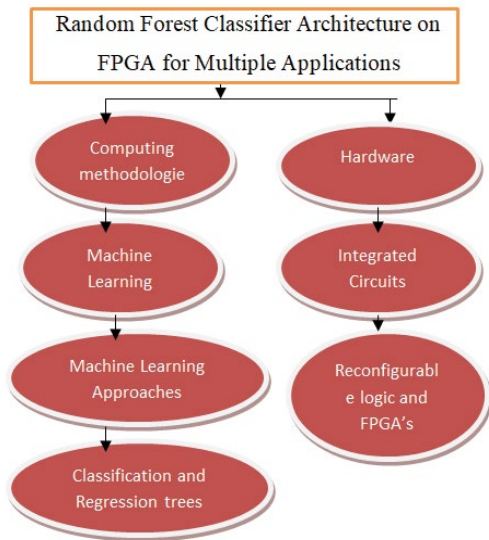 Random Forest Classifier Architecture on
FPGA for Multiple Applications
Computing
methodologie
Hardware
Machine
Learning
Integrated
Circuits
Machine Learning
Approaches
Reconfigurabl
e logic and
FPGA's
Classification and
Regression trees